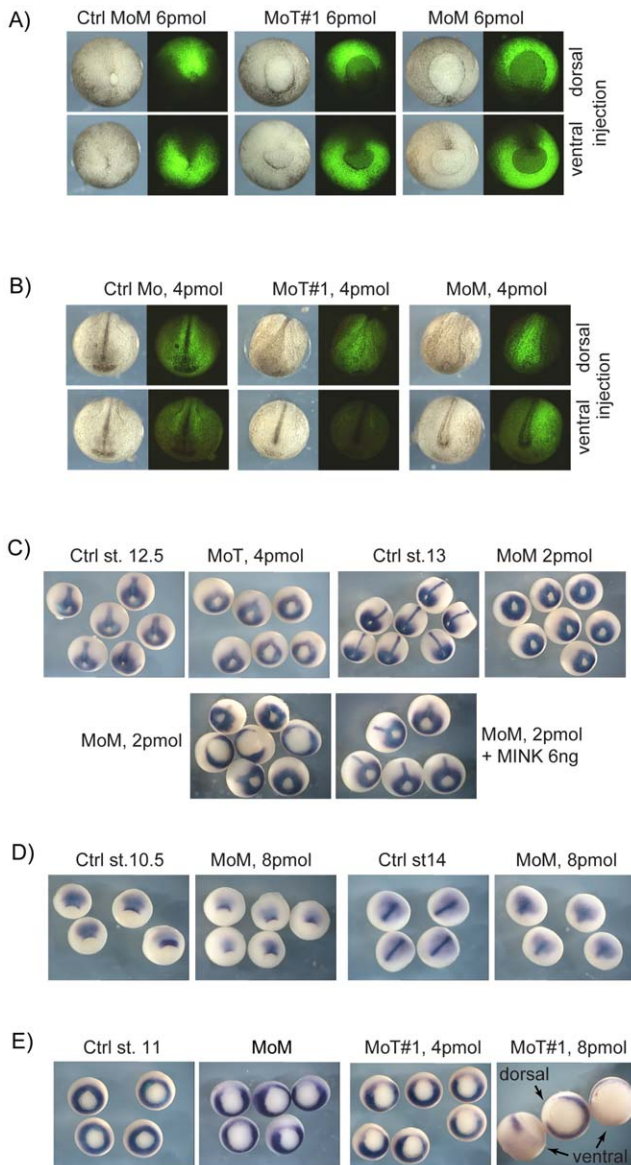 A)
Ctrl MoM 6pmol
MoT#1 6pmol
MoM 6pmol
dorsal
ventral
injection
B)
Ctrl Mo, 4pmol
MoT#1, 4pmol
MoM, 4pmol
dorsal
ventral
injection
C)
Ctrl st. 12.5
MoT, 4pmol
Ctrl st.13
MoM 2pmol
MoM, 2pmol
MoM, 2pmol
+ MINK 6ng
D)
Ctrl st.10.5
MoM, 8pmol
Ctrl st14
MoM, 8pmol
E)
Ctrl st. 11
MoM
MoT#1, 4pmol
MoT#1, 8pmol
dorsal
ventral